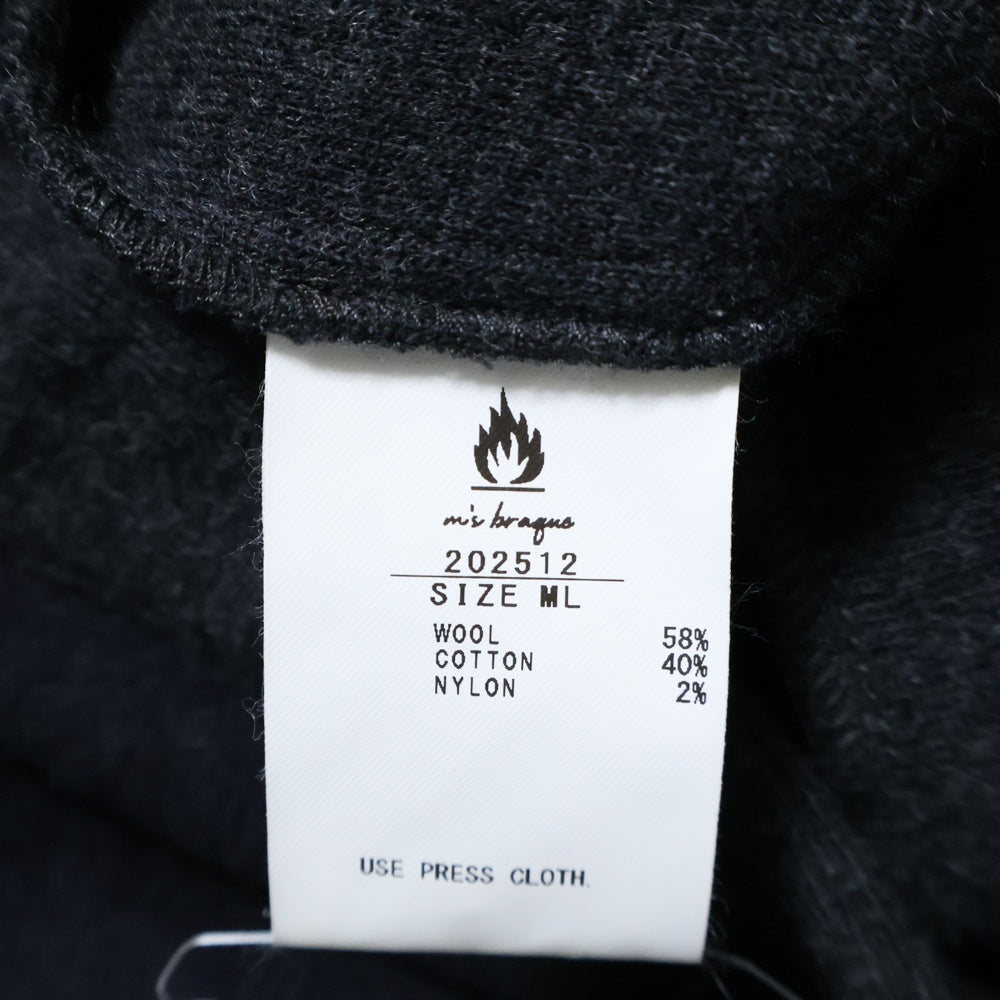 m's braque
202512
SIZE ML
WOOL 58%
COTTON 40%
NYLON 2%
USE PRESS CLOTH.